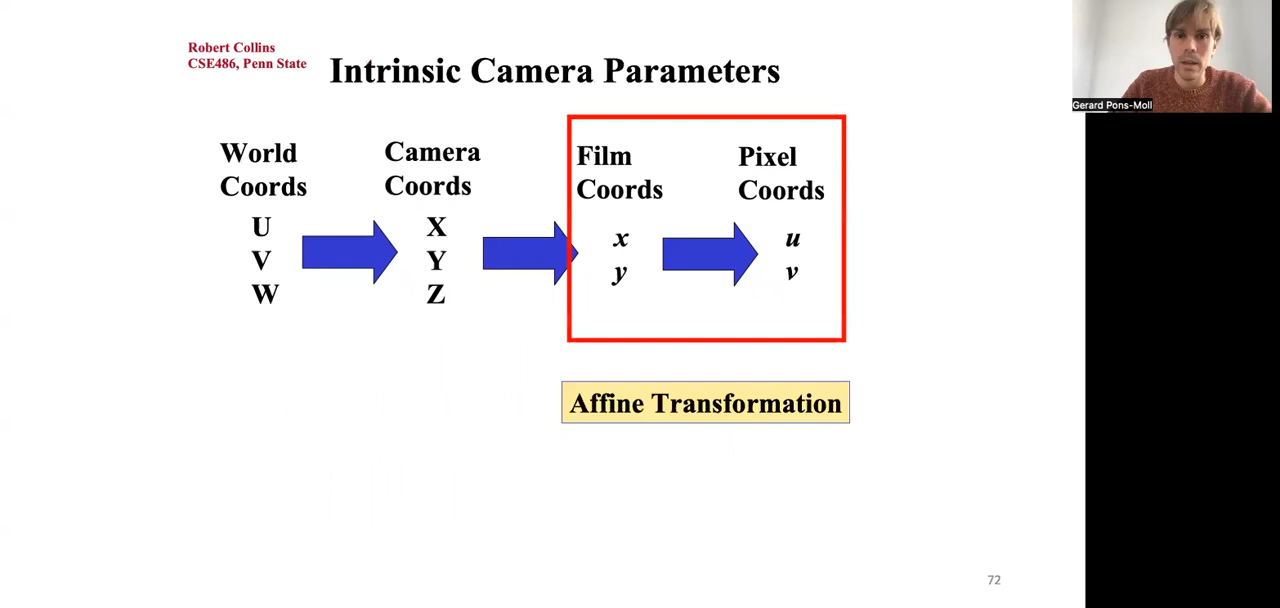 Robert Collins
CSE486, Penn State
Intrinsic Camera Parameters
World
Coords
U
V
W
Camera
Coords
X
Y
Z
Film
Coords
x
y
Pixel
Coords
u
v
Affine Transformation
72
Gerard Pons-Moll